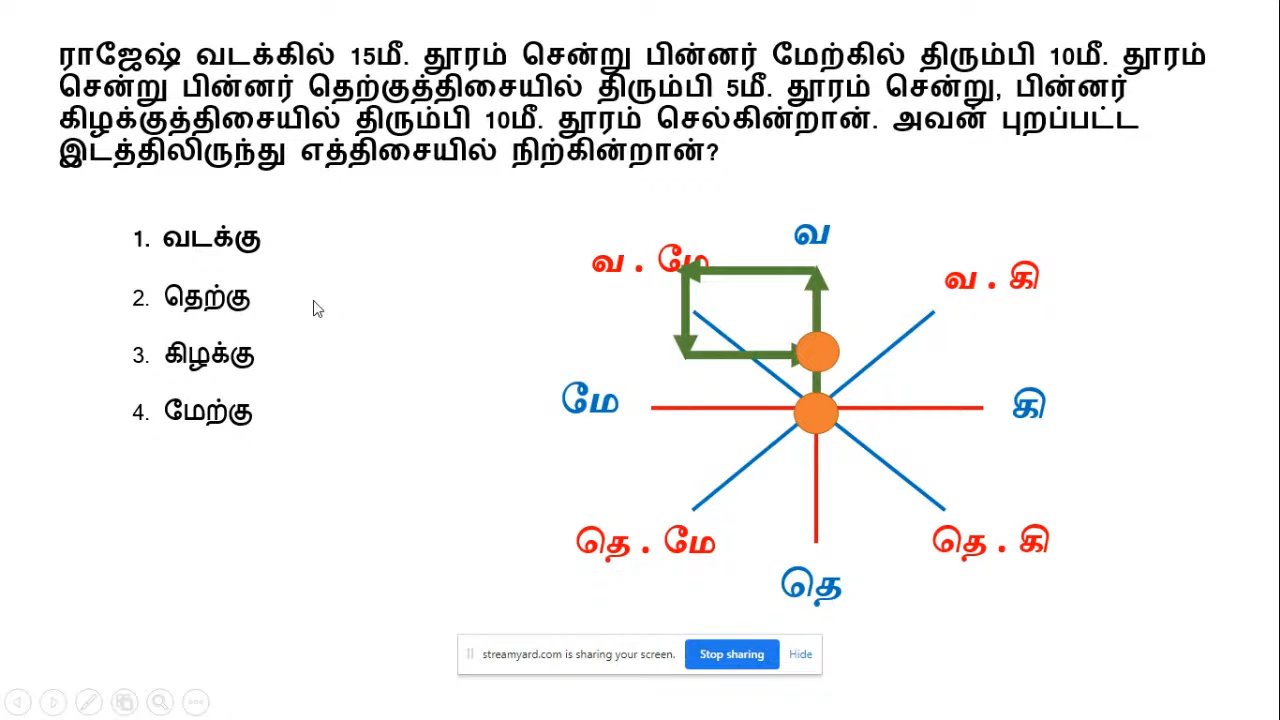 ராஜேஷ் வடக்கில் 15மீ. தூரம் சென்று பின்னர் மேற்கில் திரும்பி 10மீ. தூரம்
சென்று பின்னர் தெற்குத்திசையில் திரும்பி 5மீ. தூரம் சென்று, பின்னர்
கிழக்குத்திசையில் திரும்பி 10மீ. தூரம் செல்கின்றான். அவன் புறப்பட்ட
இடத்திலிருந்து எத்திசையில் நிற்கின்றான்?
1. வடக்கு
2. தெற்கு
3. கிழக்கு
4. மேற்கு
வ
வ . மே
வ . கி
மே
கி
தெ . மே
தெ . கி
தெ
streamyard.com is sharing your screen. Stop sharing Hide